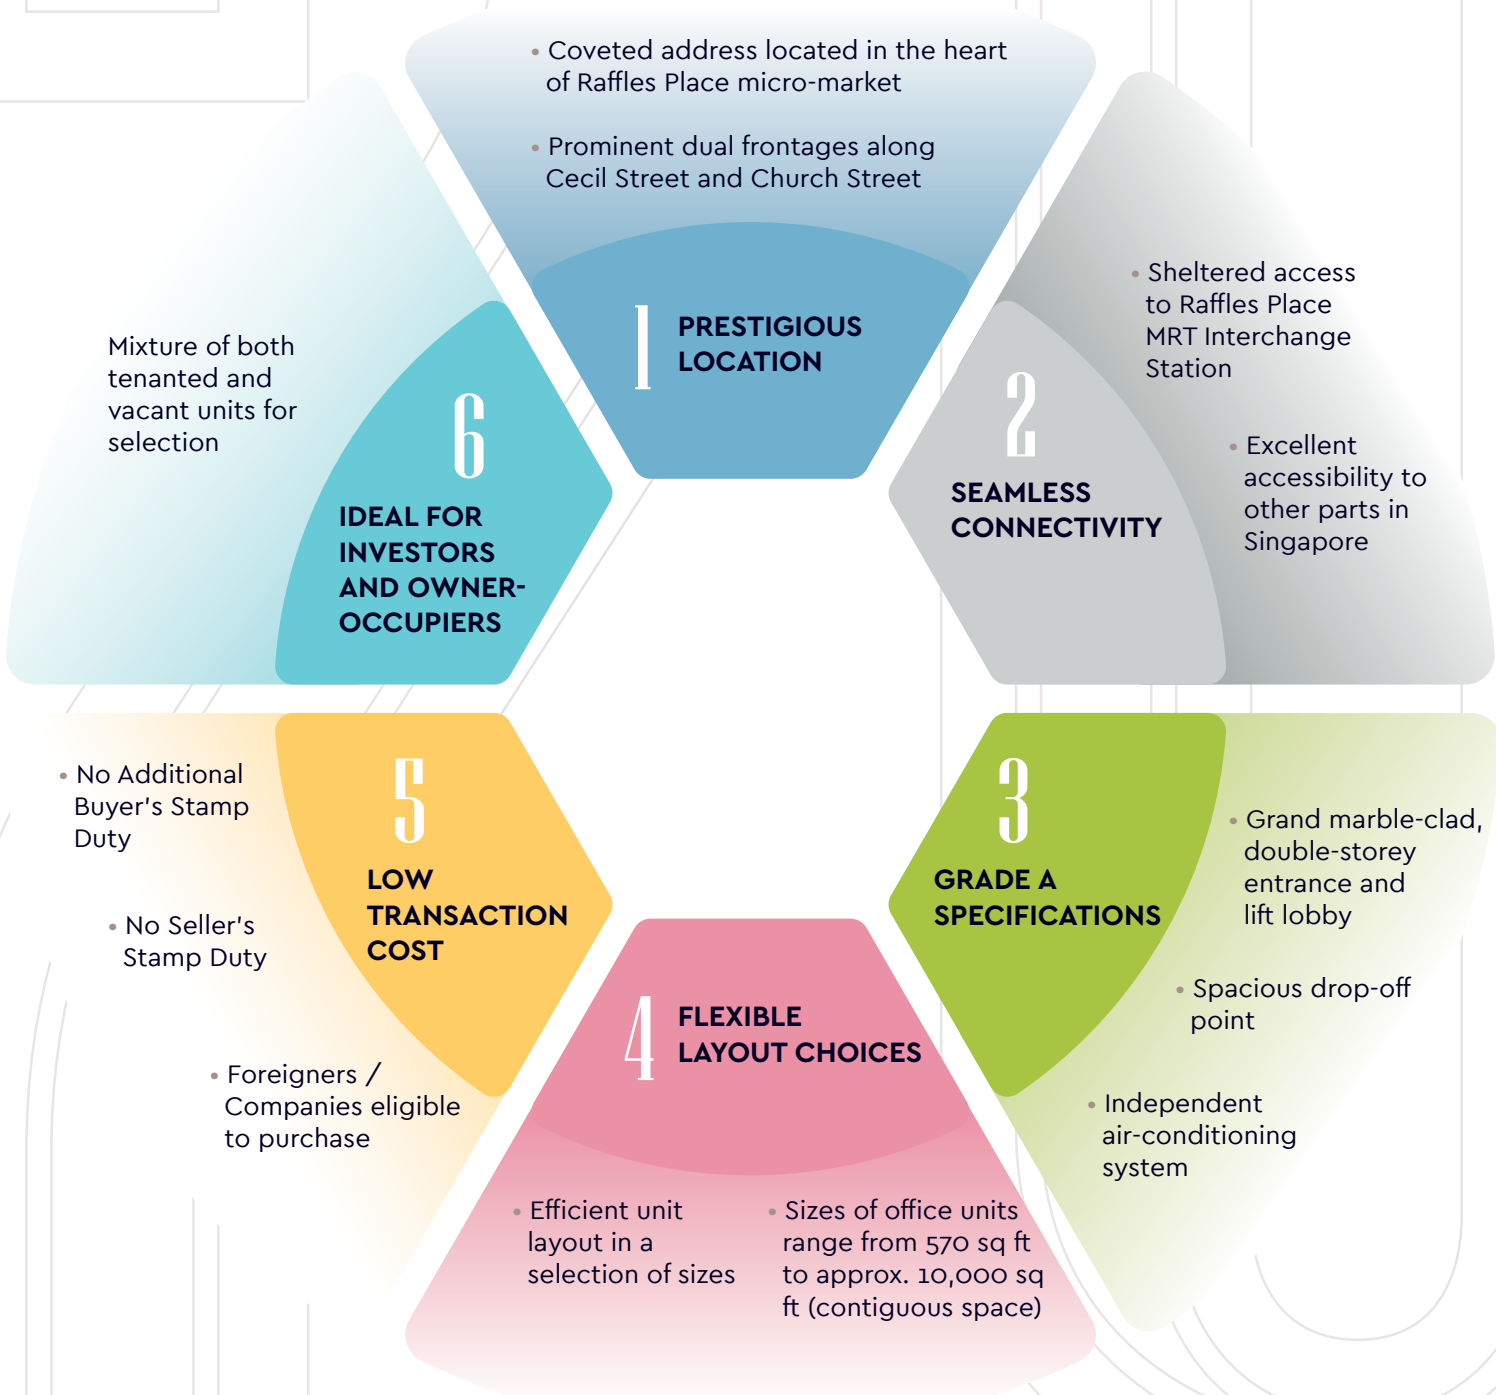 • Coveted address located in the heart
of Raffles Place micro-market
• Prominent dual frontages along
Cecil Street and Church Street
1
PRESTIGIOUS
LOCATION
• Sheltered access
to Raffles Place
MRT Interchange
Station
• Excellent
accessibility to
other parts in
Singapore
2
SEAMLESS
CONNECTIVITY
3
GRADE A
SPECIFICATIONS
• Grand marble-clad,
double-storey
entrance and
lift lobby
• Spacious drop-off
point
• Independent
air-conditioning
system
4
FLEXIBLE
LAYOUT CHOICES
• Efficient unit
layout in a
selection of sizes
• Sizes of office units
range from 570 sq ft
to approx. 10,000 sq
ft (contiguous space)
5
LOW
TRANSACTION
COST
• No Additional
Buyer's Stamp
Duty
• No Seller's
Stamp Duty
• Foreigners /
Companies eligible
to purchase
6
IDEAL FOR
INVESTORS
AND OWNER-
OCCUPIERS
Mixture of both
tenanted and
vacant units for
selection